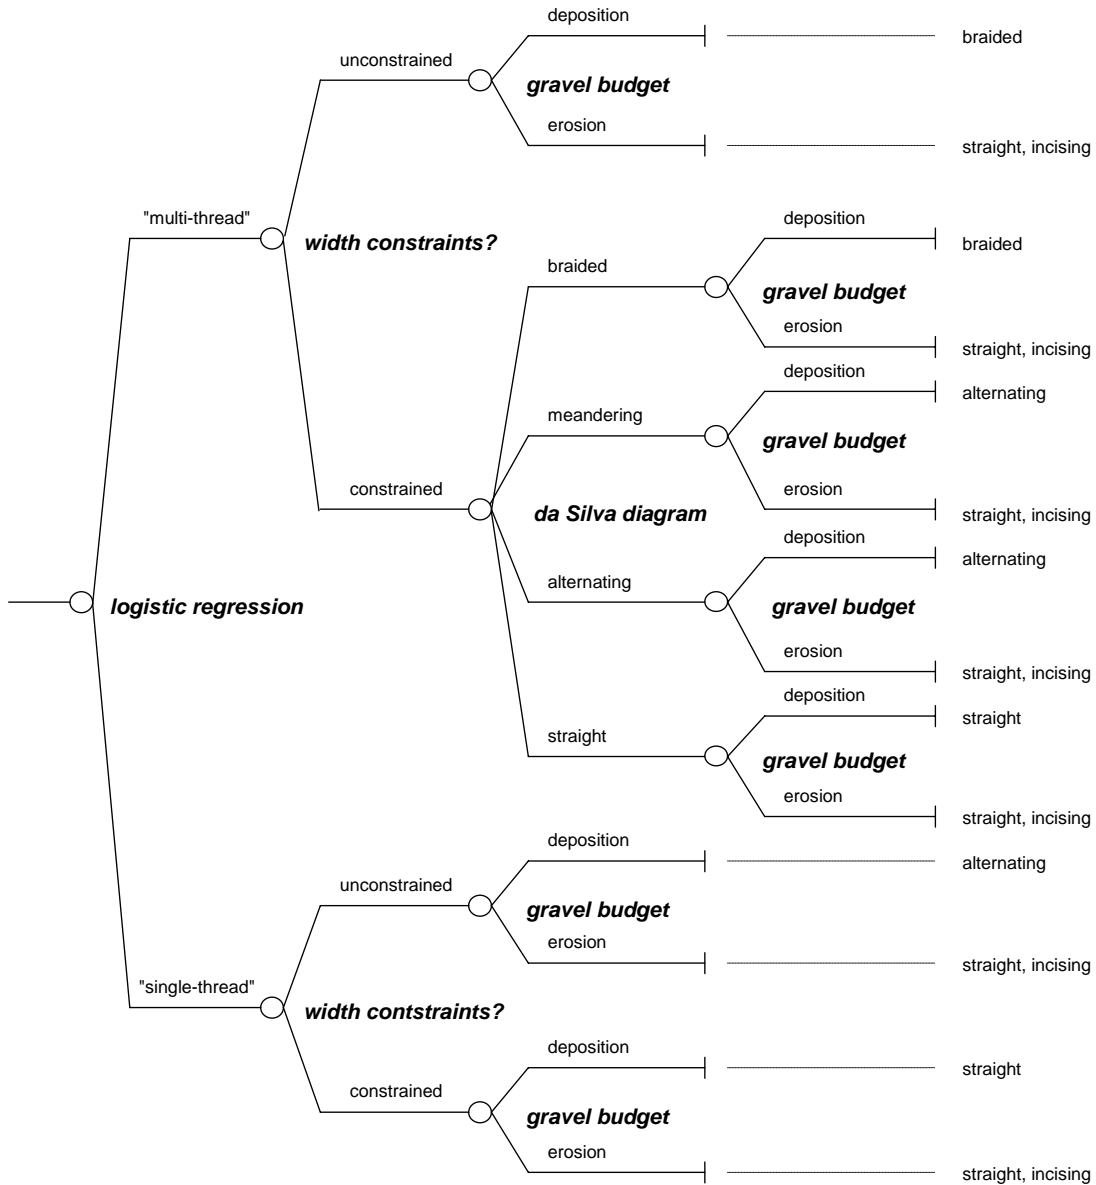 deposition
braided
unconstrained
gravel budget
erosion
straight, incising
"multi-thread"
deposition
width constraints?
braided
braided
gravel budget
erosion
straight, incising
deposition
alternating
meandering
gravel budget
constrained
erosion
da Silva diagram
straight, incising
deposition
alternating
alternating
logistic regression
gravel budget
erosion
straight, incising
deposition
straight
straight
gravel budget
erosion
straight, incising
deposition
alternating
unconstrained
gravel budget
erosion
straight, incising
"single-thread"
width contstraints?
deposition
straight
constrained
gravel budget
erosion
straight, incising